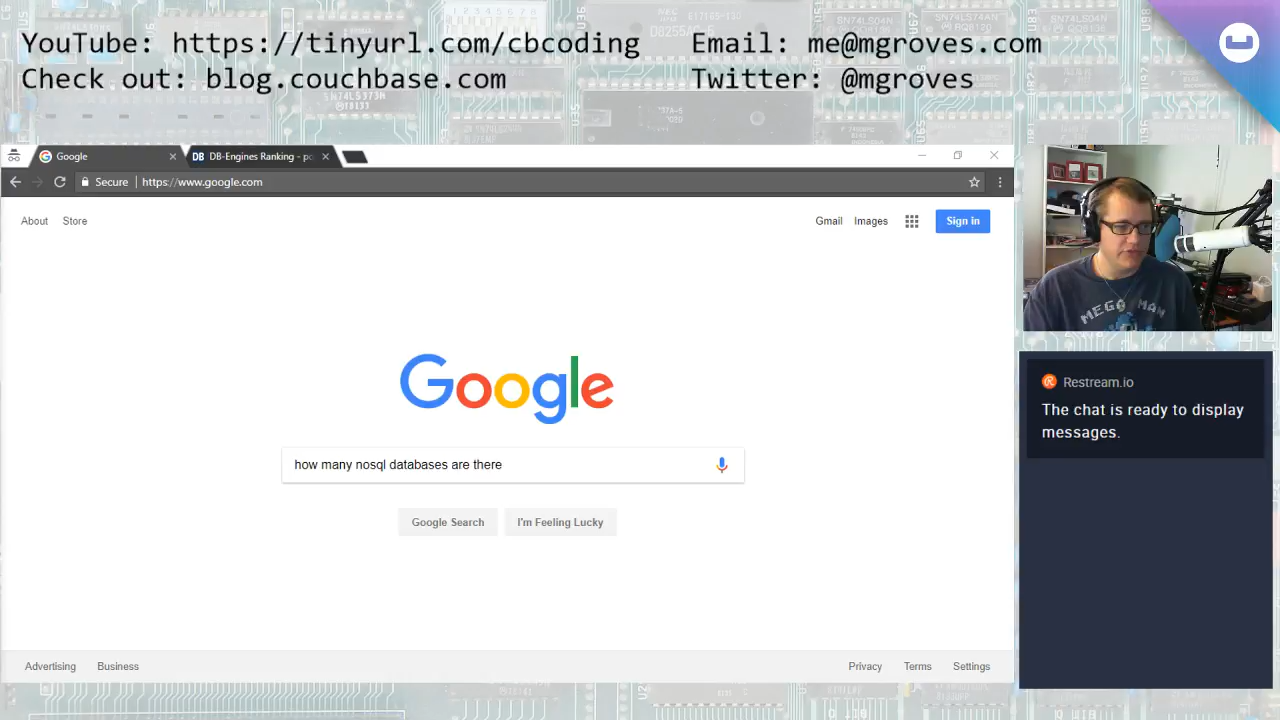 YouTube: https://tinyurl.com/cbcoding
Email: me@mgroves.com
Check out: blog.couchbase.com
Twitter: @mgroves
Google
DB DB-Engines Ranking - po
Secure
https://www.google.com
About
Store
Gmail
Images
Sign in
Google
how many nosql databases are there
Google Search
I'm Feeling Lucky
Advertising
Business
Privacy
Terms
Settings
MEGA MAN
Restream.io
The chat is ready to display
messages.